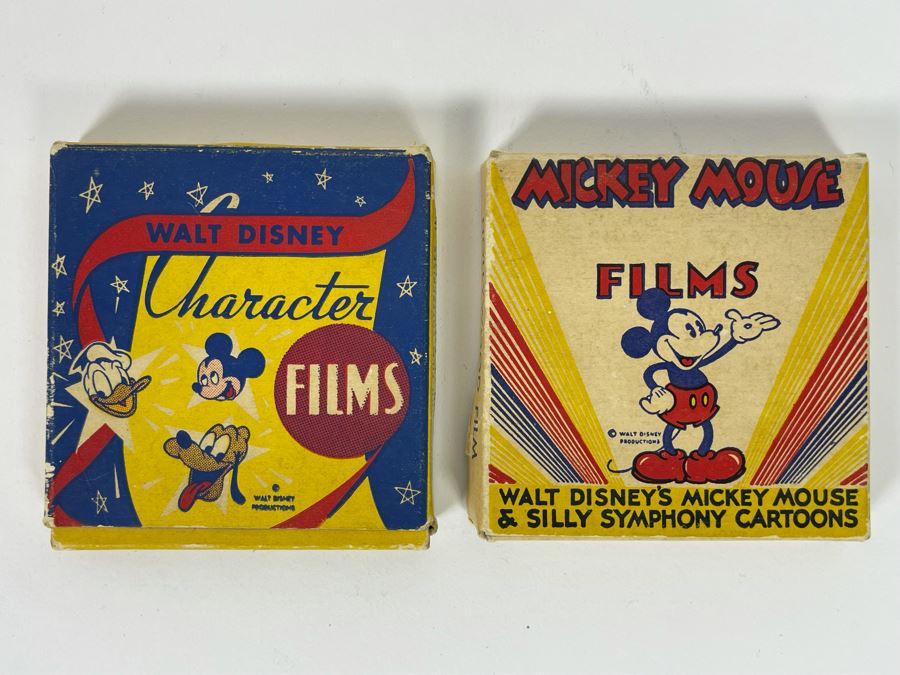 WALT DISNEY
Character
FILMS
©
WALT DISNEY
PRODUCTIONS
MICKEY MOUSE
FILMS
© WALT DISNEY
PRODUCTIONS
WALT DISNEY'S MICKEY MOUSE
& SILLY SYMPHONY CARTOONS